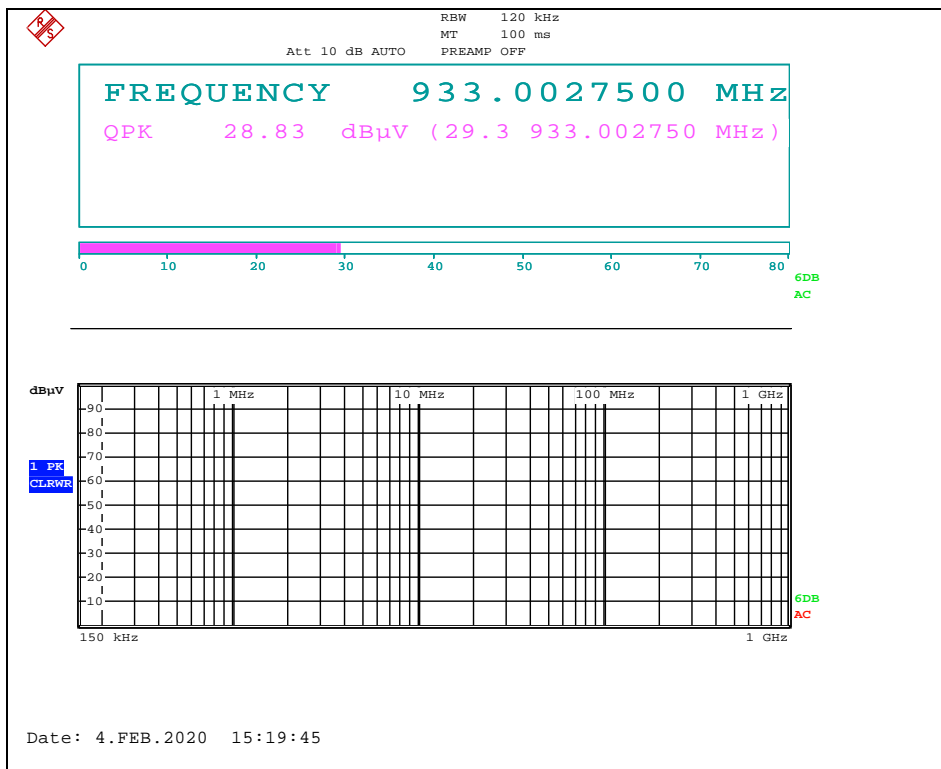 R S
RBW 120 kHz
MT 100 ms
Att 10 dB AUTO PREAMP OFF
FREQUENCY 933.0027500 MHz
QPK 28.83 dBµV (29.3 933.002750 MHz)
0 10 20 30 40 50 60 70 80
6DB
AC
dBµV
1 MHz 10 MHz 100 MHz 1 GHz
90
80
70
1 PK
60
CLRWR
50
40
30
20
10
6DB
AC
150 kHz 1 GHz
Date: 4.FEB.2020 15:19:45